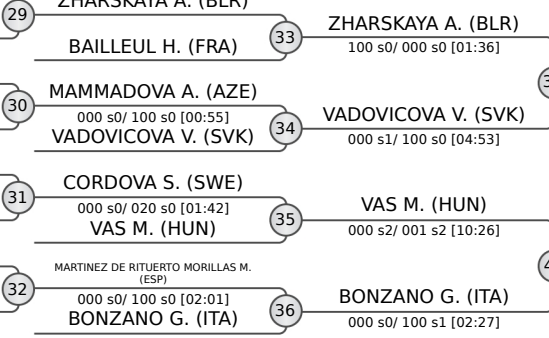 ZHARSKAYA A. (BLR)
29
BAILLEUL H. (FRA)
33
ZHARSKAYA A. (BLR)
100 s0/ 000 s0 [01:36]
MAMMADOVA A. (AZE)
30
000 s0/ 100 s0 [00:55]
VADOVICOVA V. (SVK)
34
VADOVICOVA V. (SVK)
000 s1/ 100 s0 [04:53]
CORDOVA S. (SWE)
31
000 s0/ 020 s0 [01:42]
VAS M. (HUN)
35
VAS M. (HUN)
000 s2/ 001 s2 [10:26]
MARTINEZ DE RITUERTO MORILLAS M.
(ESP)
32
000 s0/ 100 s0 [02:01]
BONZANO G. (ITA)
36
BONZANO G. (ITA)
000 s0/ 100 s1 [02:27]